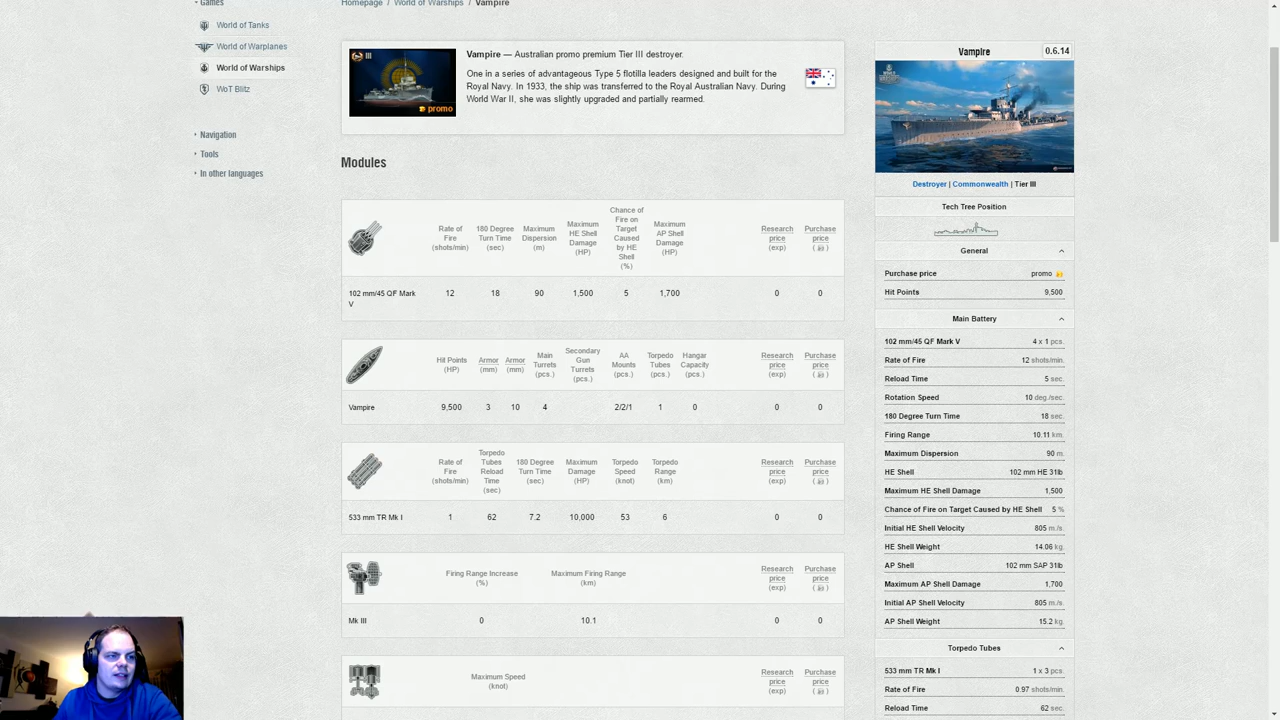 Games
World of Tanks
World of Warplanes
World of Warships
WoT Blitz
Navigation
Tools
In other languages
Homepage / World of Warships / Vampire
III
promo
Vampire — Australian promo premium Tier III destroyer.
One in a series of advantageous Type 5 flotilla leaders designed and built for the
Royal Navy. In 1933, the ship was transferred to the Royal Australian Navy. During
World War II, she was slightly upgraded and partially rearmed.
Modules
Rate of
Fire
(shots/min)
180 Degree
Turn Time
(sec)
Maximum
Dispersion
(m)
Maximum
HE Shell
Damage
(HP)
Chance of
Fire on
Target
Caused
by HE
Shell
(%)
Maximum
AP Shell
Damage
(HP)
Research
price
(exp)
Purchase
price
( )
102 mm/45 QF Mark
V
12 18 90 1,500 5 1,700 0 0
Hit Points
(HP)
Armor
(mm)
Armor
(mm)
Main
Turrets
(pcs.)
Secondary
Gun
Turrets
(pcs.)
AA
Mounts
(pcs.)
Torpedo
Tubes
(pcs.)
Hangar
Capacity
(pcs.)
Research
price
(exp)
Purchase
price
( )
Vampire 9,500 3 10 4 2/2/1 1 0 0 0
Rate of
Fire
(shots/min)
Torpedo
Tubes
Reload
Time
(sec)
180 Degree
Turn Time
(sec)
Maximum
Damage
(HP)
Torpedo
Speed
(knot)
Torpedo
Range
(km)
Research
price
(exp)
Purchase
price
( )
533 mm TR Mk I 1 62 7.2 10,000 53 6 0 0
Firing Range Increase
(%)
Maximum Firing Range
(km)
Research
price
(exp)
Purchase
price
( )
Mk III 0 10.1 0 0
Maximum Speed
(knot)
Research
price
(exp)
Purchase
price
( )
Vampire 0.6.14
Destroyer | Commonwealth | Tier III
Tech Tree Position
General
Purchase price promo
Hit Points 9,500
Main Battery
102 mm/45 QF Mark V 4 x 1 pcs.
Rate of Fire 12 shots/min.
Reload Time 5 sec.
Rotation Speed 10 deg./sec.
180 Degree Turn Time 18 sec.
Firing Range 10.11 km.
Maximum Dispersion 90 m.
HE Shell 102 mm HE 31lb
Maximum HE Shell Damage 1,500
Chance of Fire on Target Caused by HE Shell 5 %
Initial HE Shell Velocity 805 m./s.
HE Shell Weight 14.06 kg.
AP Shell 102 mm SAP 31lb
Maximum AP Shell Damage 1,700
Initial AP Shell Velocity 805 m./s.
AP Shell Weight 15.2 kg.
Torpedo Tubes
533 mm TR Mk I 1 x 3 pcs.
Rate of Fire 0.97 shots/min.
Reload Time 62 sec.